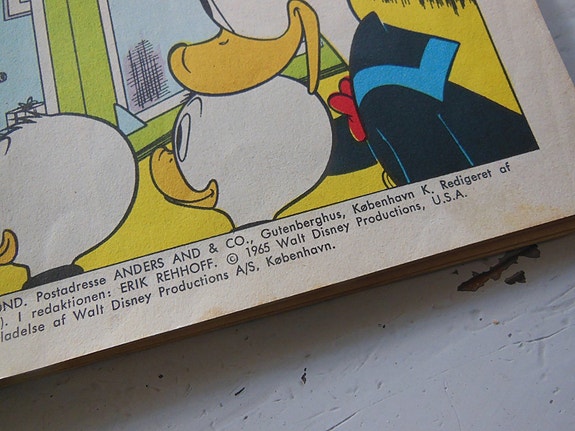 OND. Postadresse ANDERS AND & CO., Gutenberghus, København K. Redigeret af
). I redaktionen: ERIK REHHOFF. © 1965 Walt Disney Productions, U.S.A.
ladelse af Walt Disney Productions A/S, København.